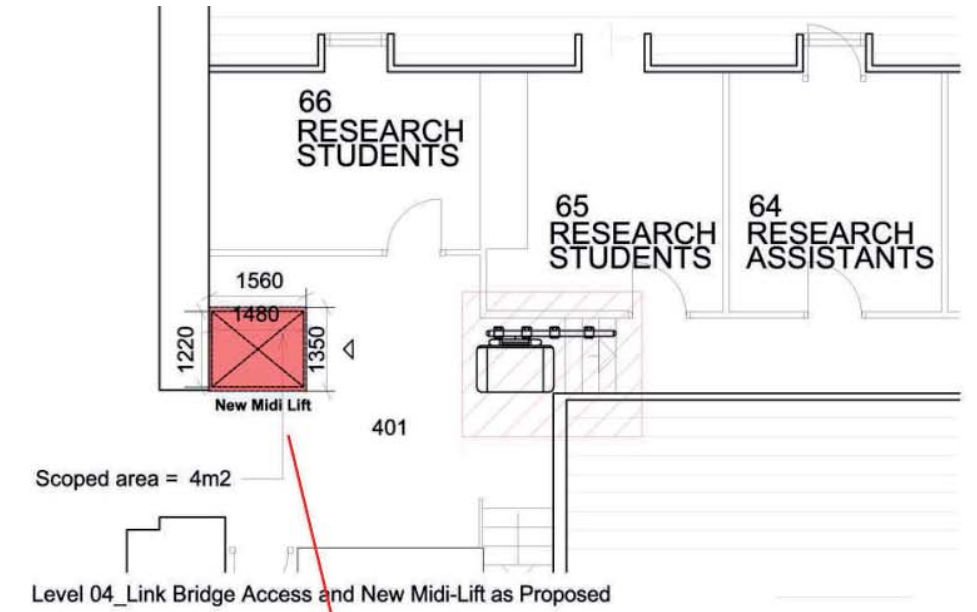 66
RESEARCH
STUDENTS
65
RESEARCH
STUDENTS
64
RESEARCH
ASSISTANTS
1560
1480
1220
1350
New Midi Lift
401
Scoped area = 4m2
Level 04_Link Bridge Access and New Midi-Lift as Proposed